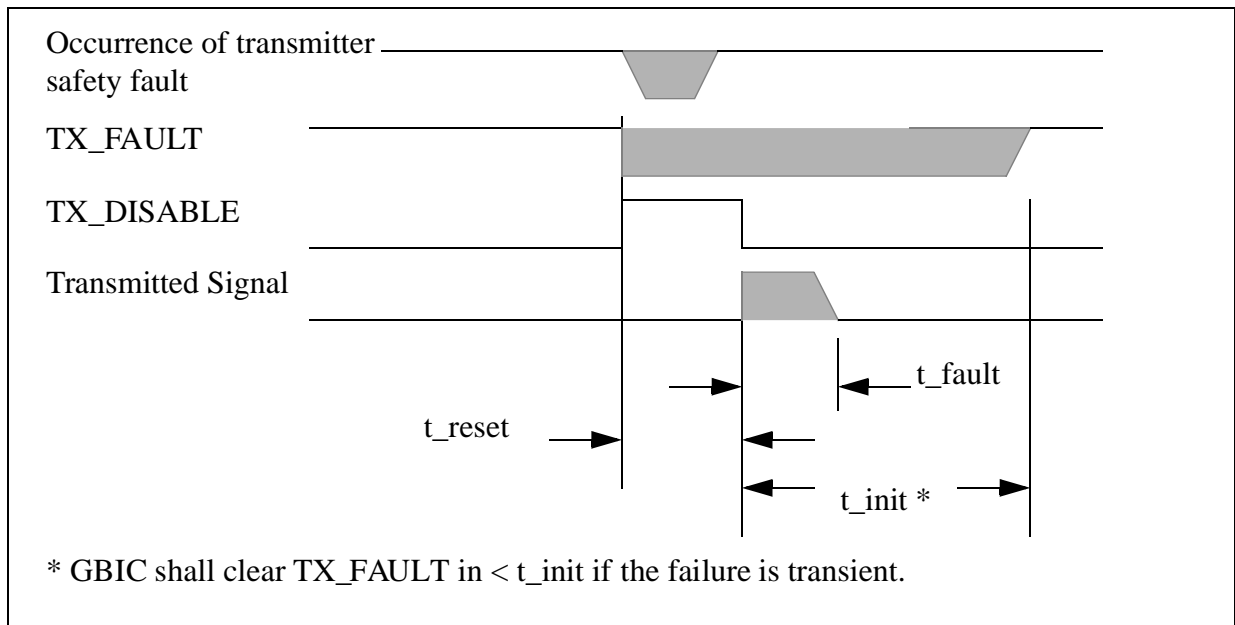 Occurrence of transmitter
safety fault
TX_FAULT
TX_DISABLE
Transmitted Signal
t_fault
t_reset
t_init *
* GBIC shall clear TX_FAULT in < t_init if the failure is transient.